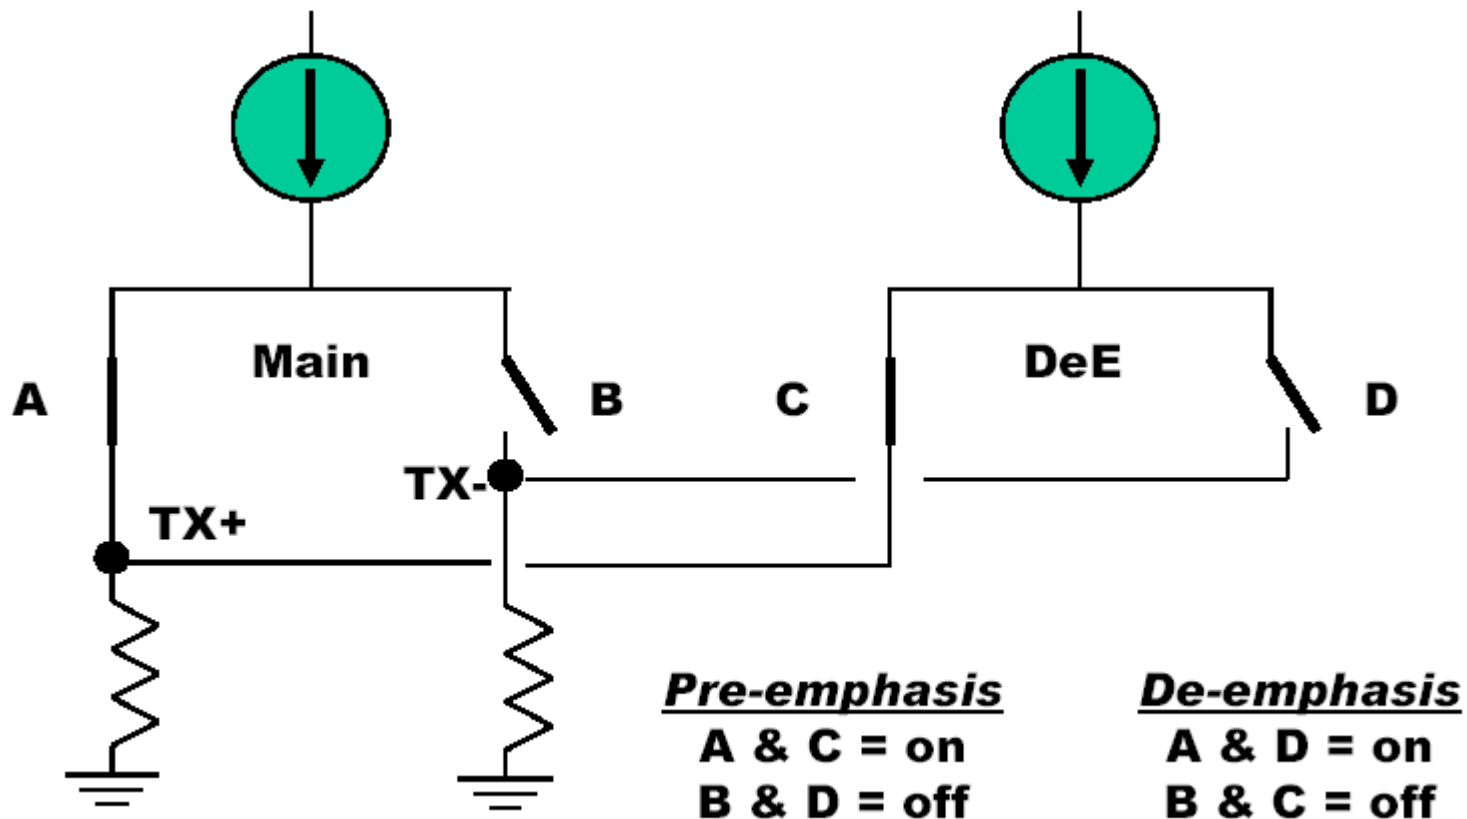 Main
DeE
A
B
C
D
TX-
TX+
Pre-emphasis
A & C = on
B & D = off
De-emphasis
A & D = on
B & C = off